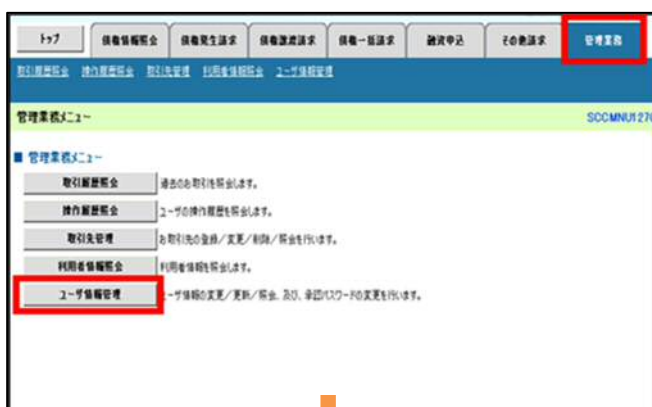 トップ
債権情報照会
債権発生請求
債権譲渡請求
債権一括請求
融資申込
その他請求
管理業務
取引履歴照会 操作履歴照会 取引先管理 利用者情報照会 ユーザ情報管理
管理業務メニュー
SCCMNU1270
■ 管理業務メニュー
取引履歴照会 過去のお取引を照会します。
操作履歴照会 ユーザの操作履歴を照会します。
取引先管理 お取引先の登録/変更/削除/照会を行います。
利用者情報照会 利用者情報を照会します。
ユーザ情報管理 ユーザ情報の変更/更新/照会、及び、承認パスワードの変更を行います。